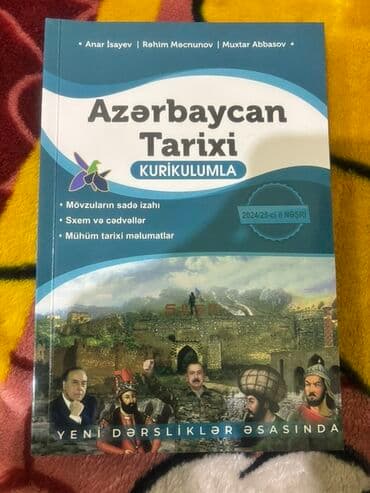 • Anar İsayev | Rəhim Məcnunov | Muxtar Abbasov •
Azərbaycan
Tarixi
KURİKULUMLA
• Mövzuların sadə izahı
• Sxem və cədvəllər
• Mühüm tarixi məlumatlar
2024/25-ci il NƏŞRİ
YENİ DƏRSLİKLƏR ƏSASINDA